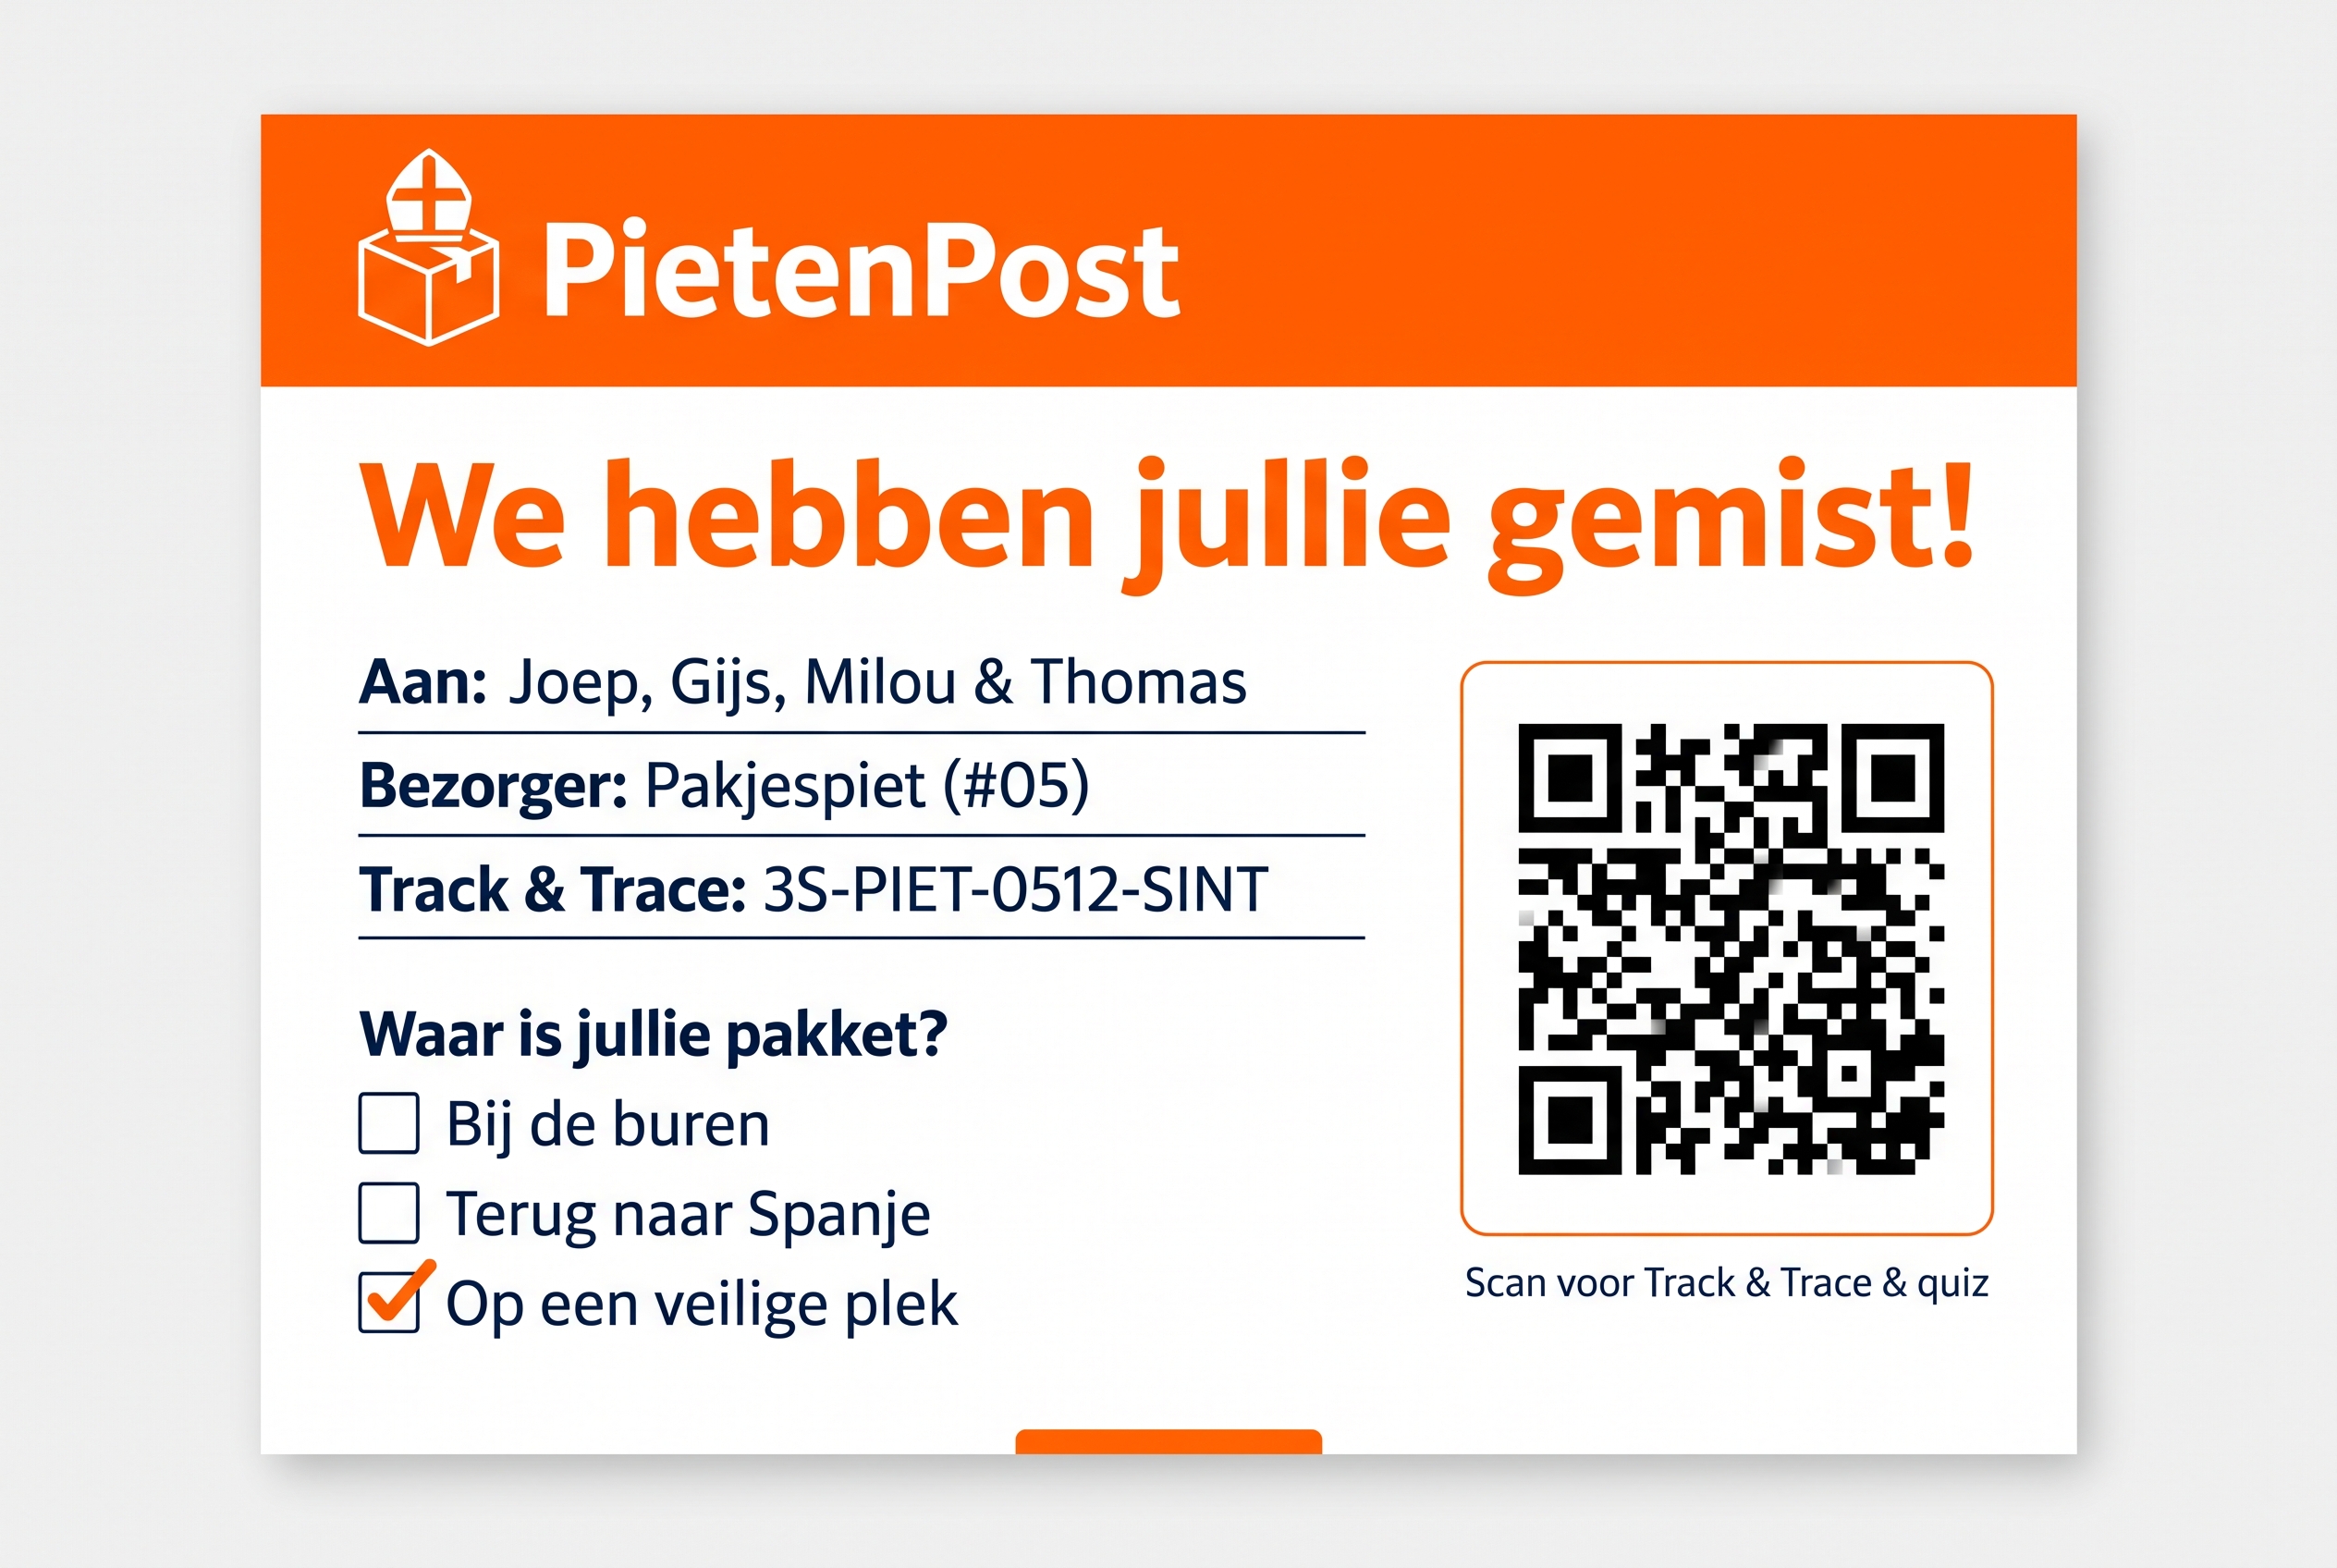 PietenPost
We hebben jullie gemist!
Aan: Joep, Gijs, Milou & Thomas
Bezorger: Pakjespiet (#05)
Track & Trace: 3S-PIET-0512-SINT
Waar is jullie pakket?
Bij de buren
Terug naar Spanje
Op een veilige plek
Scan voor Track & Trace & quiz